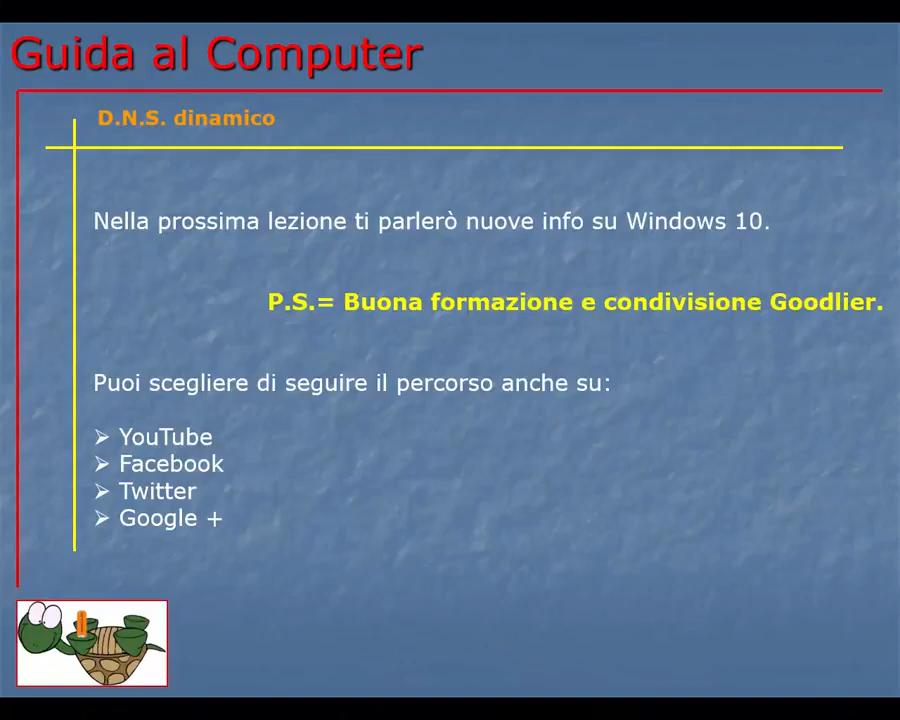 Guida al Computer
D.N.S. dinamico
Nella prossima lezione ti parlerò nuove info su Windows 10.
P.S.= Buona formazione e condivisione Goodlier.
Puoi scegliere di seguire il percorso anche su:
➢ YouTube
➢ Facebook
➢ Twitter
➢ Google +